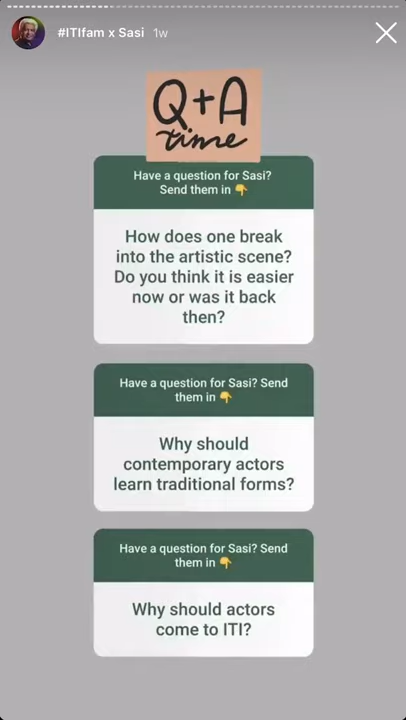 #ITIfam x Sasi 1w
Q+A
time
Have a question for Sasi?
Send them in 👇
How does one break
into the artistic scene?
Do you think it is easier
now or was it back
then?
Have a question for Sasi? Send
them in 👇
Why should
contemporary actors
learn traditional forms?
Have a question for Sasi? Send
them in 👇
Why should actors
come to ITI?